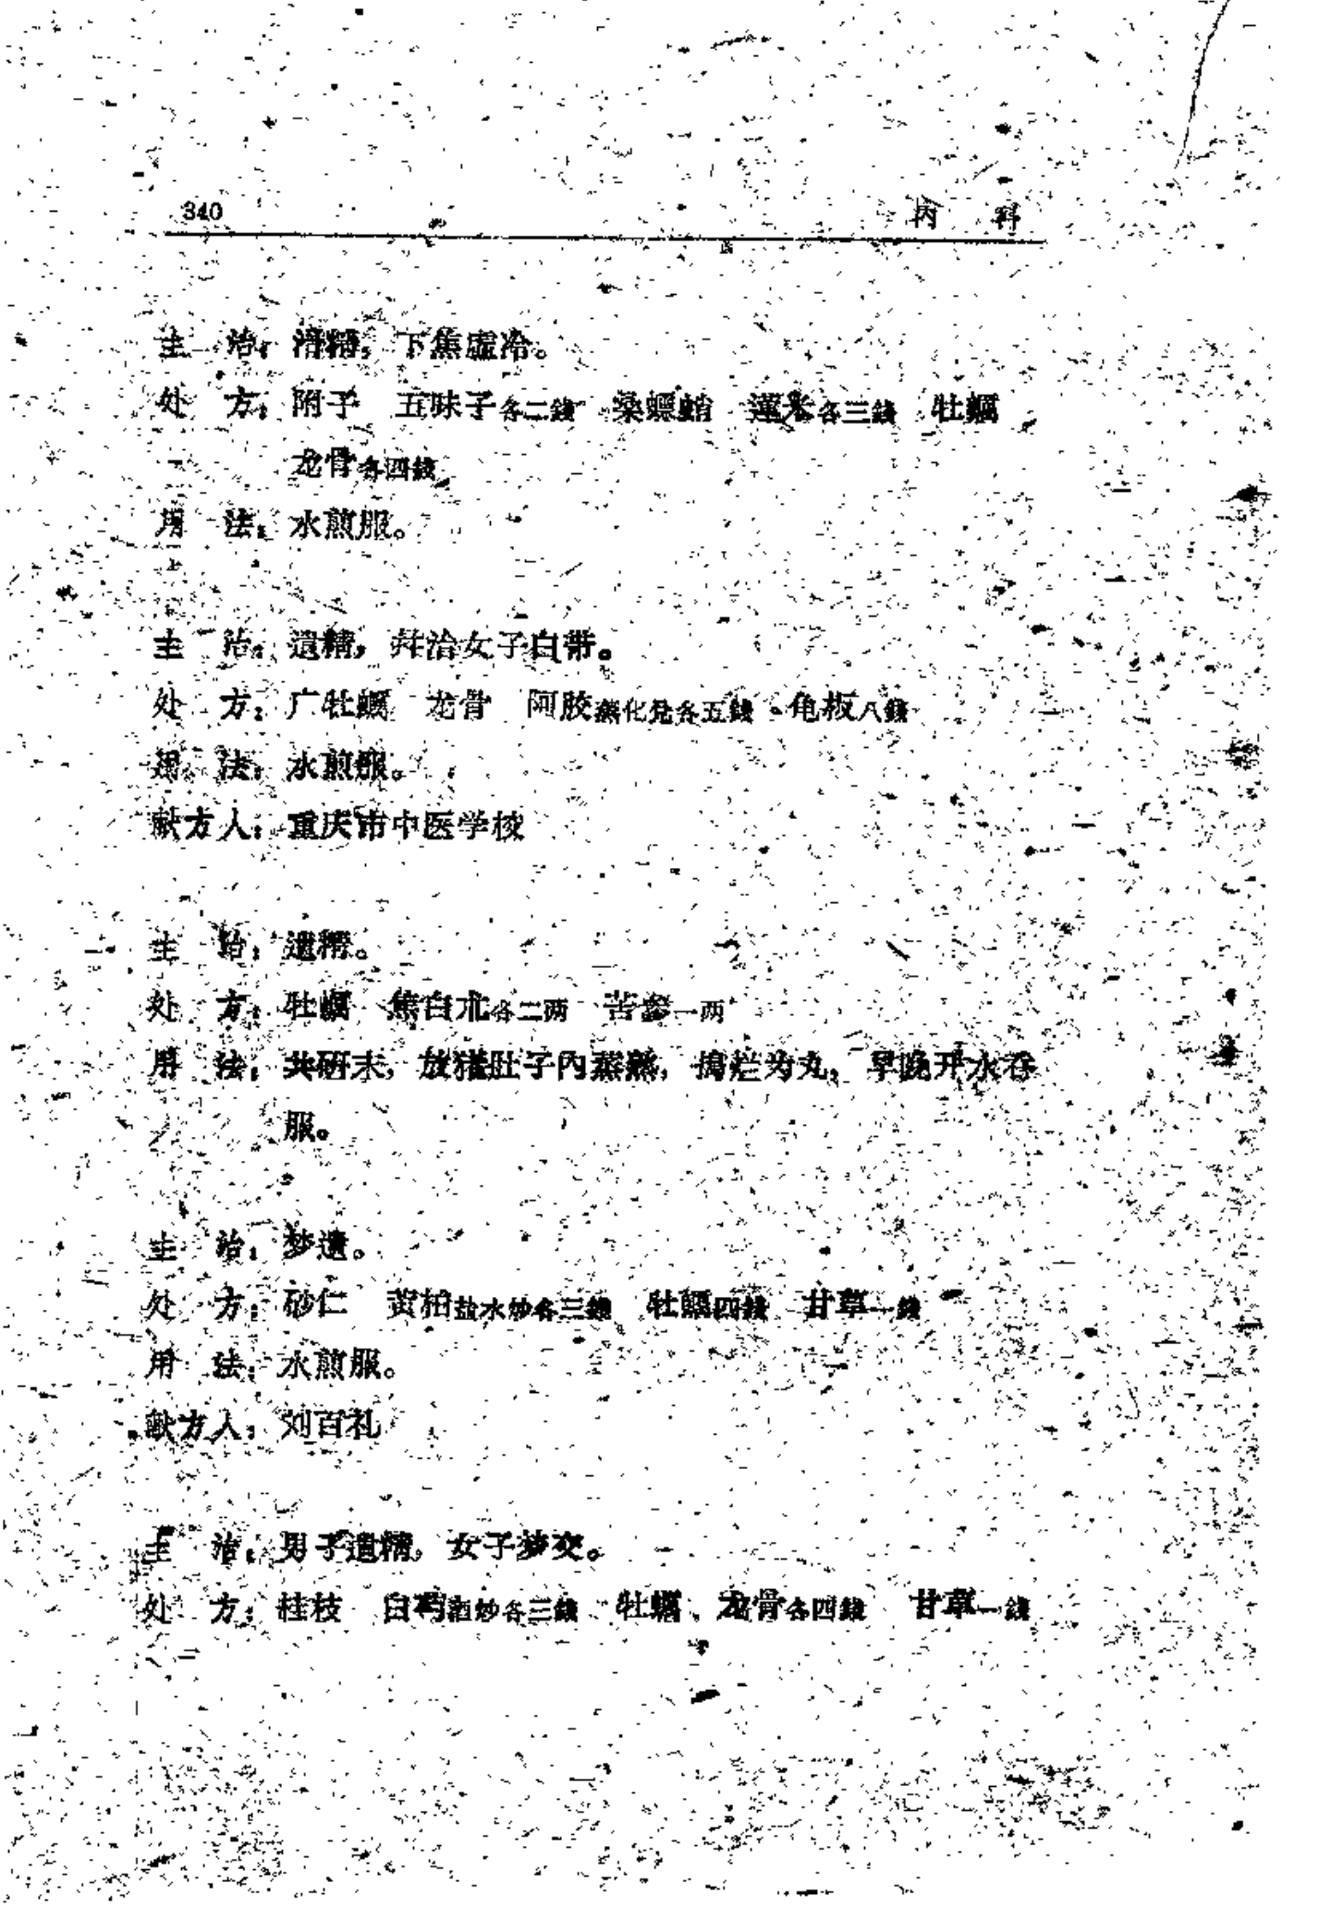 340 内 科
主 治：滑精，下焦虚冷。
处 方：附子 五味子各二錢 桑螵蛸 蓮米各三錢 牡蠣
龙骨各四錢
用 法：水煎服。
主 治：遺精，幷治女子白带。
处 方：广牡蠣 龙骨 阿胶蒸化兌各五錢 龟板八錢
用 法：水煎服。
献方人：重庆市中医学校
主 治：遺精。
处 方：牡蠣 焦白朮各二两 苦参一两
用 法：共研末，放猪肚子內蒸熟，搗烂为丸，早晚开水吞
服。
主 治：梦遺。
处 方：砂仁 黄柏盐水炒各三錢 牡蠣四錢 甘草一錢
用 法：水煎服。
献方人：刘百礼
主 治：男子遺精，女子梦交。
处 方：桂枝 白芍酒炒各三錢 牡蠣 龙骨各四錢 甘草一錢